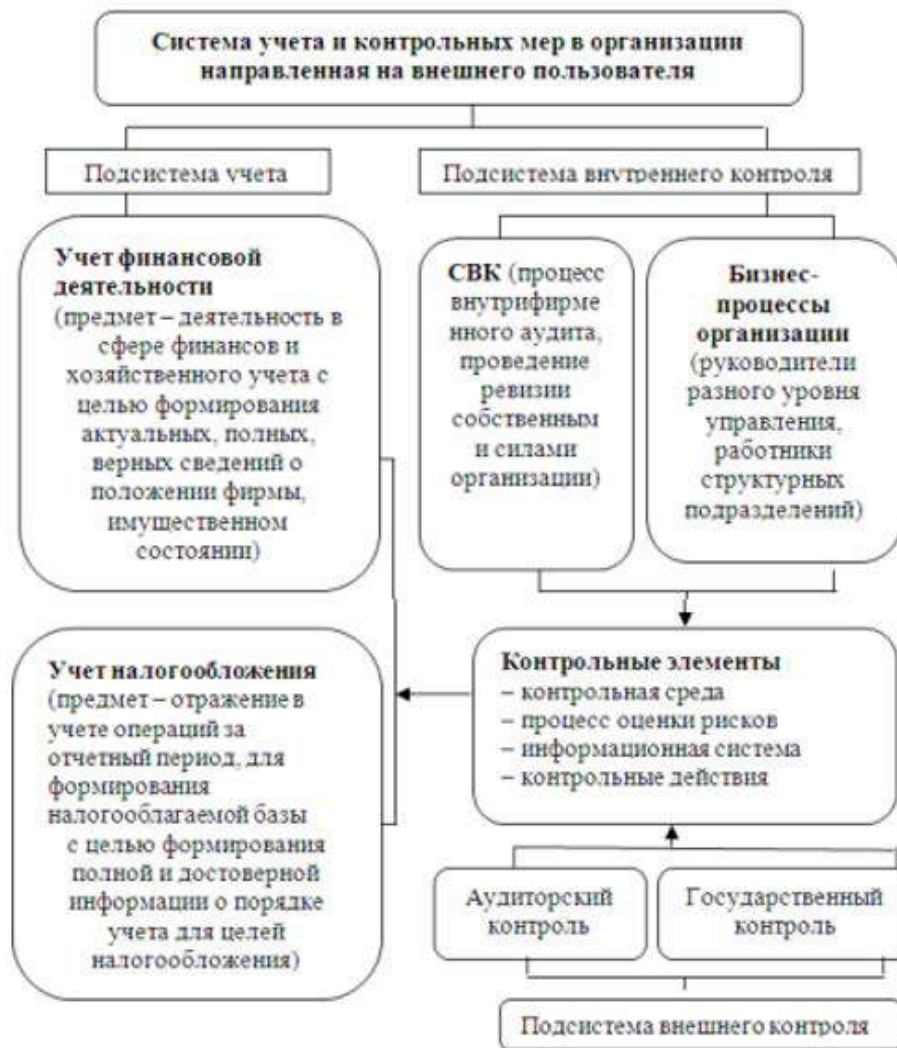 Система учета и контрольных мер в организации
направленная на внешнего пользователя
Подсистема учета
Подсистема внутреннего контроля
Учет финансовой
деятельности
(предмет – деятельность в
сфере финансов и
хозяйственного учета с
целью формирования
актуальных, полных,
верных сведений о
положении фирмы,
имущественном
состоянии)
СВК (процесс
внутрифирме
нного аудита,
проведение
ревизии
собственным
и силами
организации)
Бизнес-
процессы
организации
(руководители
разного уровня
управления,
работники
структурных
подразделений)
Учет налогообложения
(предмет – отражение в
учете операций за
отчетный период, для
формирования
налогооблагаемой базы
с целью формирования
полной и достоверной
информации о порядке
учета для целей
налогообложения)
Контрольные элементы
– контрольная среда
– процесс оценки рисков
– информационная система
– контрольные действия
Аудиторский
контроль
Государственный
контроль
Подсистема внешнего контроля